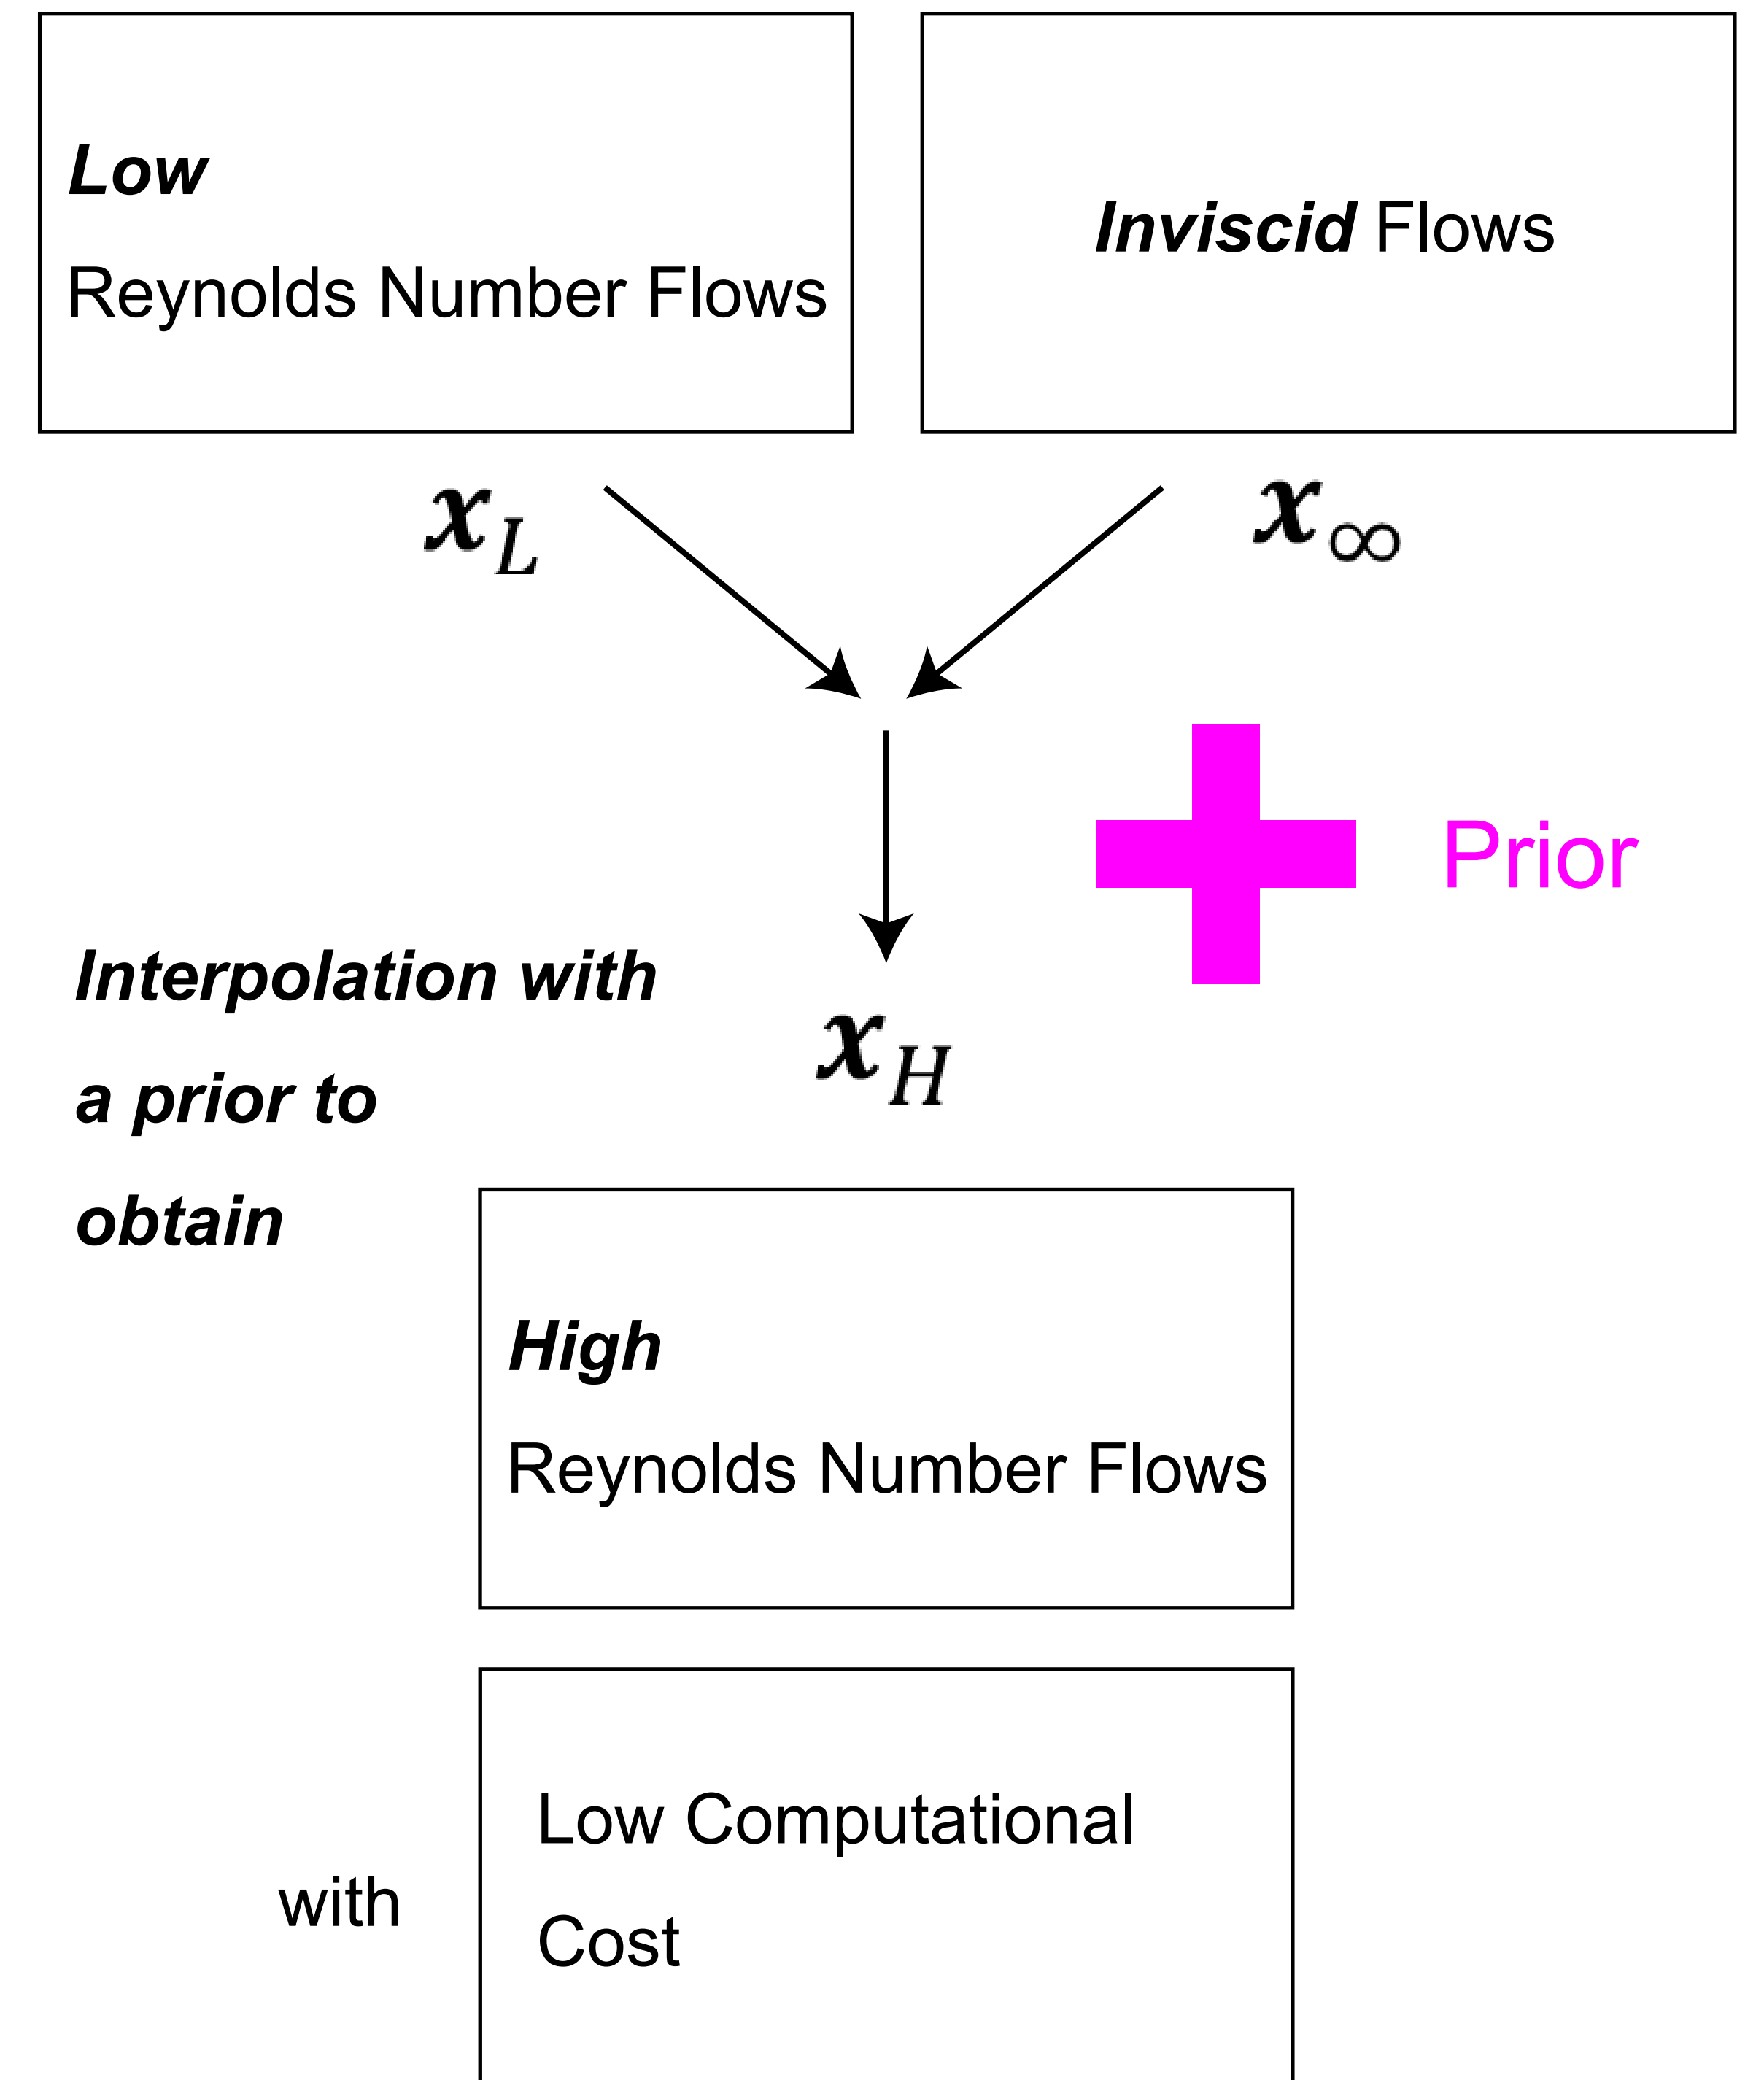 Low
Reynolds Number Flows
Inviscid Flows
x_L
x_∞
Prior
Interpolation with
a prior to
obtain
x_H
High
Reynolds Number Flows
with
Low Computational
Cost